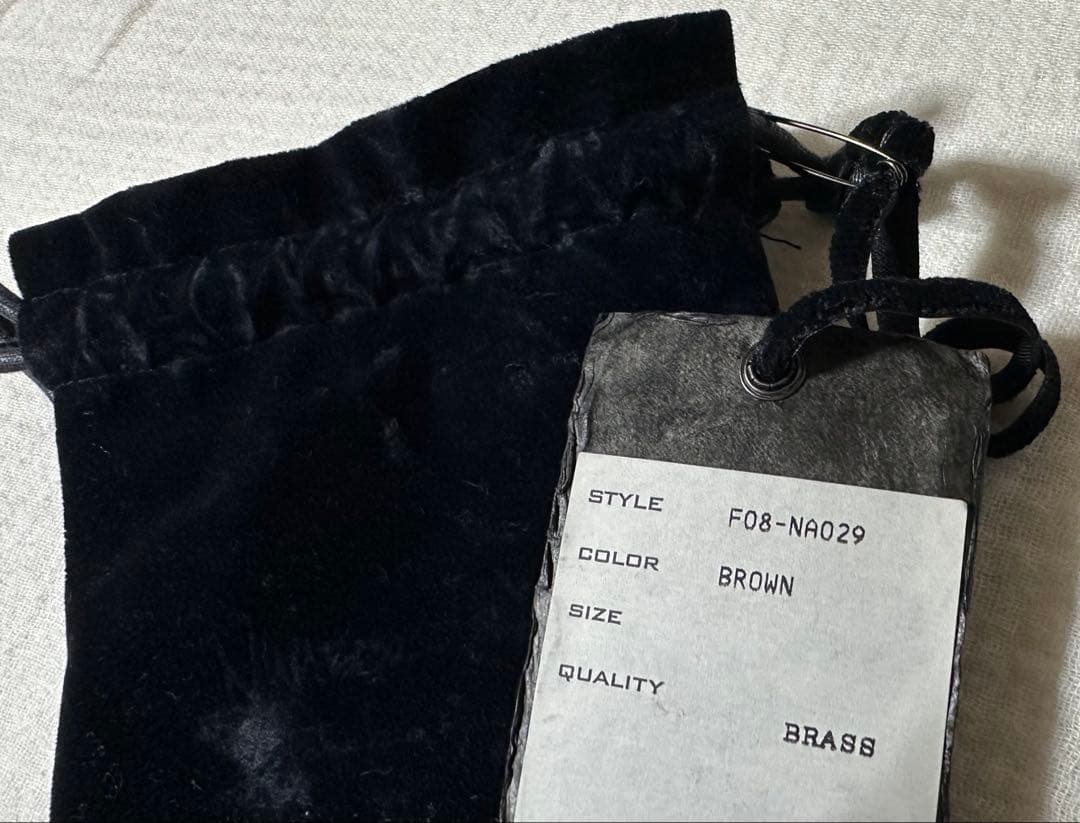 STYLE F08-NA029
COLOR BROWN
SIZE
QUALITY
BRASS